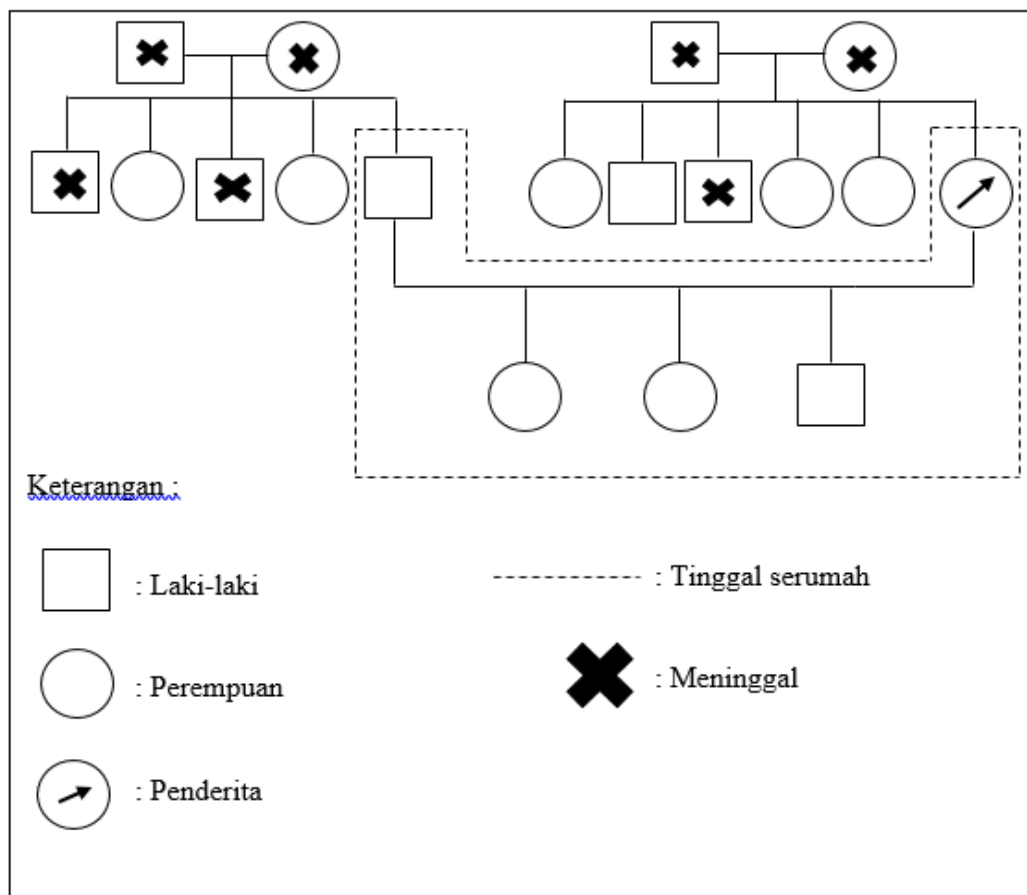 Keterangan :
: Laki-laki
: Tinggal serumah
: Perempuan
: Meninggal
: Penderita